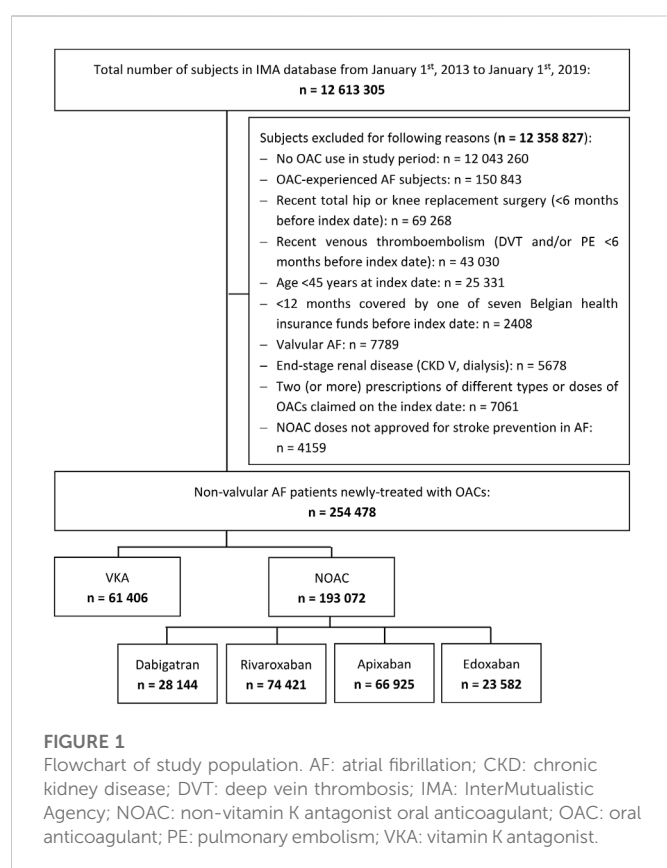 Total number of subjects in IMA database from January 1st, 2013 to January 1st, 2019:
n = 12 613 305
Subjects excluded for following reasons (n = 12 358 827):
– No OAC use in study period: n = 12 043 260
– OAC-experienced AF subjects: n = 150 843
– Recent total hip or knee replacement surgery (<6 months
before index date): n = 69 268
– Recent venous thromboembolism (DVT and/or PE <6
months before index date): n = 43 030
– Age <45 years at index date: n = 25 331
– <12 months covered by one of seven Belgian health
insurance funds before index date: n = 2408
– Valvular AF: n = 7789
– End-stage renal disease (CKD V, dialysis): n = 5678
– Two (or more) prescriptions of different types or doses of
OACs claimed on the index date: n = 7061
– NOAC doses not approved for stroke prevention in AF:
n = 4159
Non-valvular AF patients newly-treated with OACs:
n = 254 478
VKA
n = 61 406
NOAC
n = 193 072
Dabigatran
n = 28 144
Rivaroxaban
n = 74 421
Apixaban
n = 66 925
Edoxaban
n = 23 582
FIGURE 1
Flowchart of study population. AF: atrial fibrillation; CKD: chronic
kidney disease; DVT: deep vein thrombosis; IMA: InterMutualistic
Agency; NOAC: non-vitamin K antagonist oral anticoagulant; OAC: oral
anticoagulant; PE: pulmonary embolism; VKA: vitamin K antagonist.